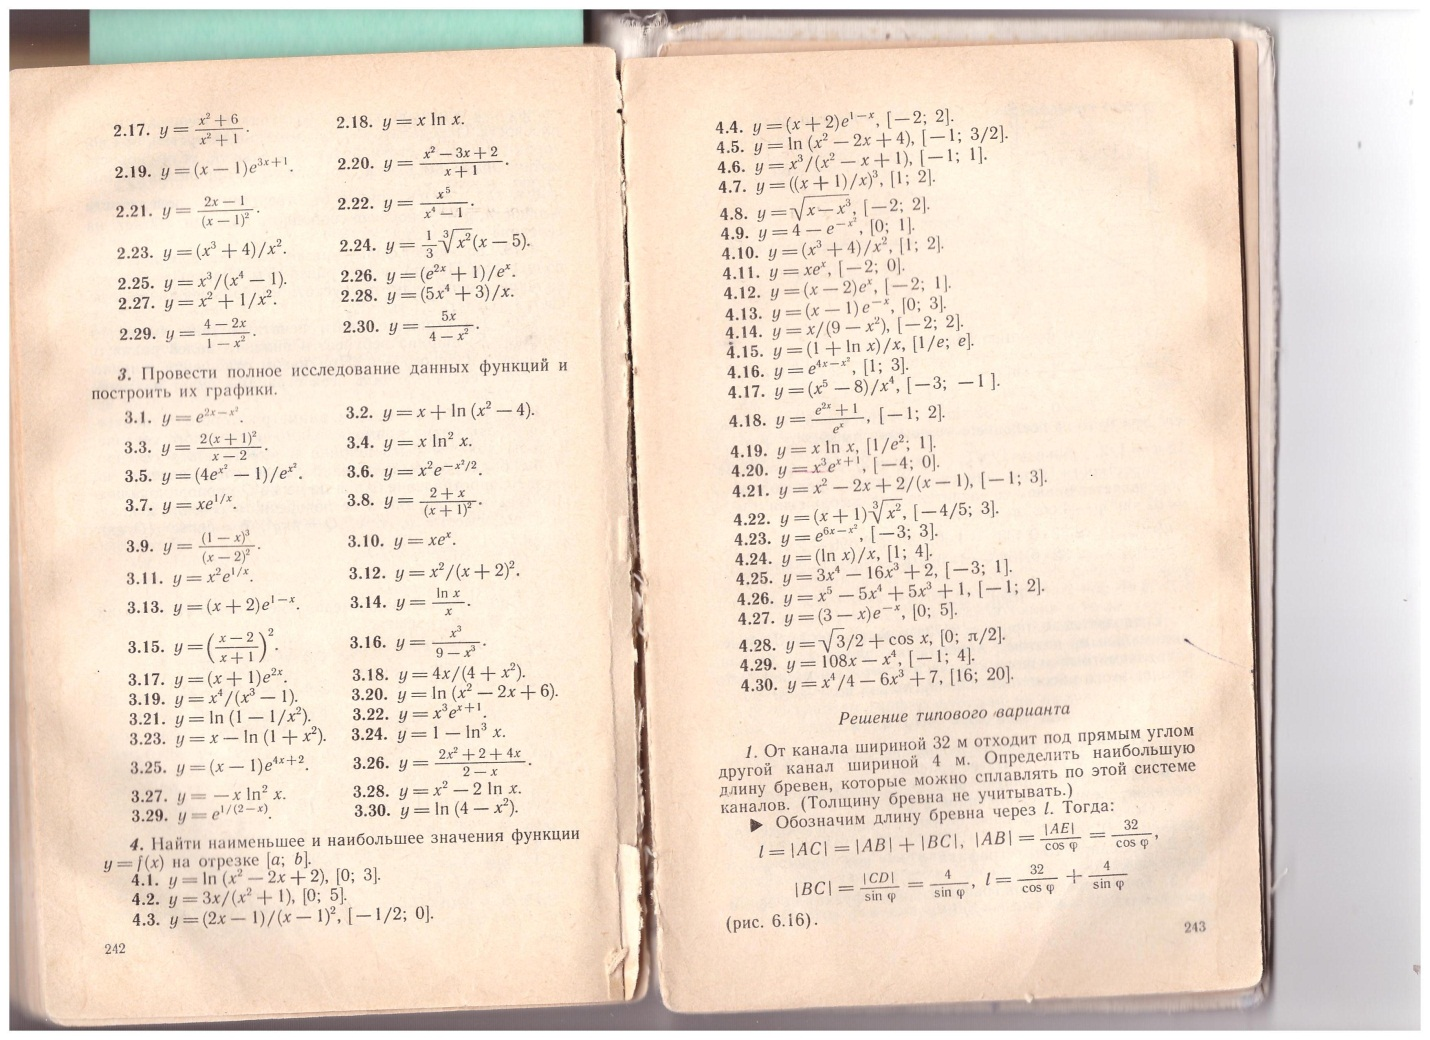 2.17. y = (x² + 6)/(x² + 1). 2.18. y = x ln x.
2.19. y = (x − 1)e^{3x+1}. 2.20. y = (x² − 3x + 2)/(x + 1).
2.21. y = (2x − 1)/(x − 1)². 2.22. y = x⁵/(x⁴ − 1).
2.23. y = (x³ + 4)/x². 2.24. y = 1/3 ∛x² (x − 5).
2.25. y = x³/(x⁴ − 1). 2.26. y = (e^{2x} + 1)/e^x.
2.27. y = x² + 1/x². 2.28. y = (5x⁴ + 3)/x.
2.29. y = (4 − 2x)/(1 − x²). 2.30. y = 5x/(4 − x²).
3. Провести полное исследование данных функций и
построить их графики.
3.1. y = e^{2x−x²}. 3.2. y = x + ln (x² − 4).
3.3. y = 2(x + 1)²/(x − 2). 3.4. y = x ln² x.
3.5. y = (4e^{x²} − 1)/e^{x²}. 3.6. y = x²e^{−x²/2}.
3.7. y = xe^{1/x}. 3.8. y = (2 + x)/(x + 1)².
3.9. y = (1 − x)³/(x − 2)². 3.10. y = xe^x.
3.11. y = x²e^{1/x}. 3.12. y = x²/(x + 2)².
3.13. y = (x + 2)e^{1−x}. 3.14. y = ln x/x.
3.15. y = ((x − 2)/(x + 1))². 3.16. y = x³/(9 − x³).
3.17. y = (x + 1)e^{2x}. 3.18. y = 4x/(4 + x²).
3.19. y = x⁴/(x³ − 1). 3.20. y = ln (x² − 2x + 6).
3.21. y = ln (1 − 1/x²). 3.22. y = x³e^{x+1}.
3.23. y = x − ln (1 + x²). 3.24. y = 1 − ln³ x.
3.25. y = (x − 1)e^{4x+2}. 3.26. y = (2x² + 2 + 4x)/(2 − x).
3.27. y = −x ln² x. 3.28. y = x² − 2 ln x.
3.29. y = e^{1/(2−x)}. 3.30. y = ln (4 − x²).
4. Найти наименьшее и наибольшее значения функции
y = f(x) на отрезке [a; b].
4.1. y = ln (x² − 2x + 2), [0; 3].
4.2. y = 3x/(x² + 1), [0; 5].
4.3. y = (2x − 1)/(x − 1)², [−1/2; 0].
242
4.4. y = (x + 2)e^{1−x}, [−2; 2].
4.5. y = ln (x² − 2x + 4), [−1; 3/2].
4.6. y = x³/(x² − x + 1), [−1; 1].
4.7. y = ((x + 1)/x)³, [1; 2].
4.8. y = √(x − x³), [−2; 2].
4.9. y = 4 − e^{−x²}, [0; 1].
4.10. y = (x³ + 4)/x², [1; 2].
4.11. y = xe^x, [−2; 0].
4.12. y = (x − 2)e^x, [−2; 1].
4.13. y = (x − 1)e^{−x}, [0; 3].
4.14. y = x/(9 − x²), [−2; 2].
4.15. y = (1 + ln x)/x, [1/e; e].
4.16. y = e^{4x−x²}, [1; 3].
4.17. y = (x⁵ − 8)/x⁴, [−3; −1].
4.18. y = (e^{2x} + 1)/e^x, [−1; 2].
4.19. y = x ln x, [1/e²; 1].
4.20. y = x³e^{x+1}, [−4; 0].
4.21. y = x² − 2x + 2/(x − 1), [−1; 3].
4.22. y = (x + 1)∛x², [−4/5; 3].
4.23. y = e^{6x−x²}, [−3; 3].
4.24. y = (ln x)/x, [1; 4].
4.25. y = 3x⁴ − 16x³ + 2, [−3; 1].
4.26. y = x⁵ − 5x⁴ + 5x³ + 1, [−1; 2].
4.27. y = (3 − x)e^{−x}, [0; 5].
4.28. y = √3/2 + cos x, [0; π/2].
4.29. y = 108x − x⁴, [−1; 4].
4.30. y = x⁴/4 − 6x³ + 7, [16; 20].
Решение типового варианта
1. От канала шириной 32 м отходит под прямым углом
другой канал шириной 4 м. Определить наибольшую
длину бревен, которые можно сплавлять по этой системе
каналов. (Толщину бревна не учитывать.)
▶ Обозначим длину бревна через l. Тогда:
l = |AC| = |AB| + |BC|, |AB| = |AE|/cos φ = 32/cos φ,
|BC| = |CD|/sin φ = 4/sin φ, l = 32/cos φ + 4/sin φ
(рис. 6.16).
243